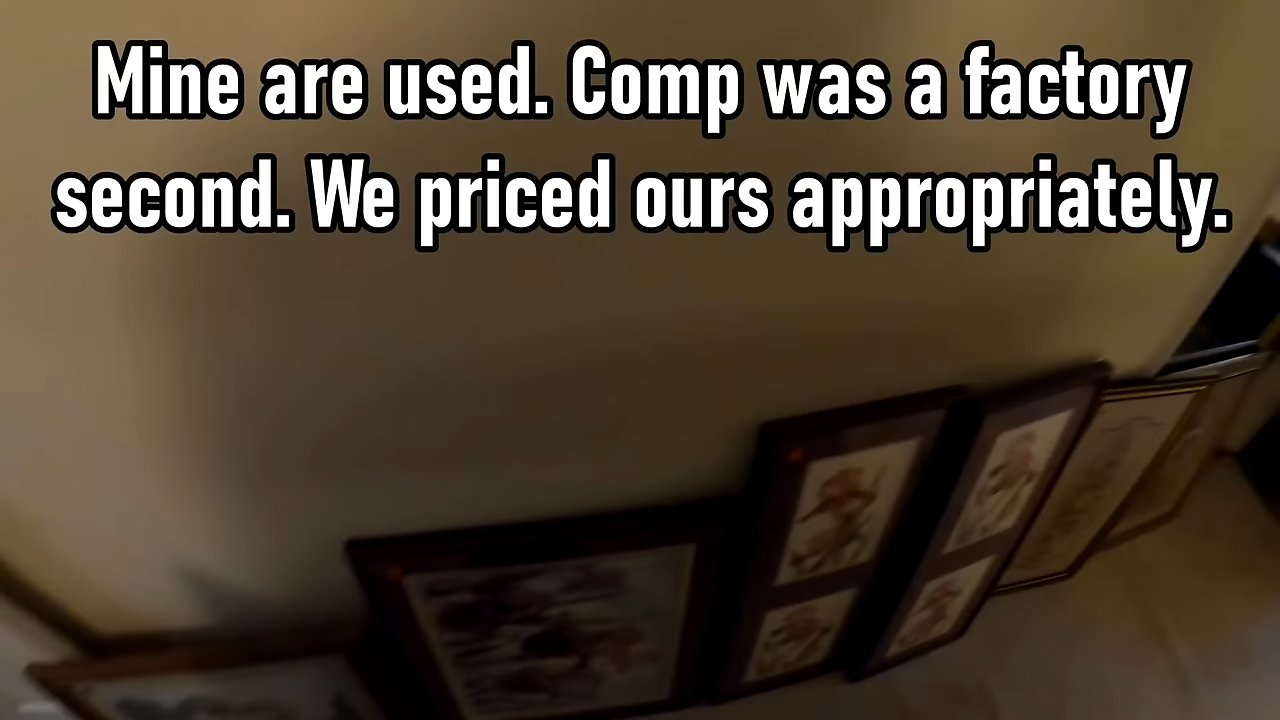 Mine are used. Comp was a factory
second. We priced ours appropriately.